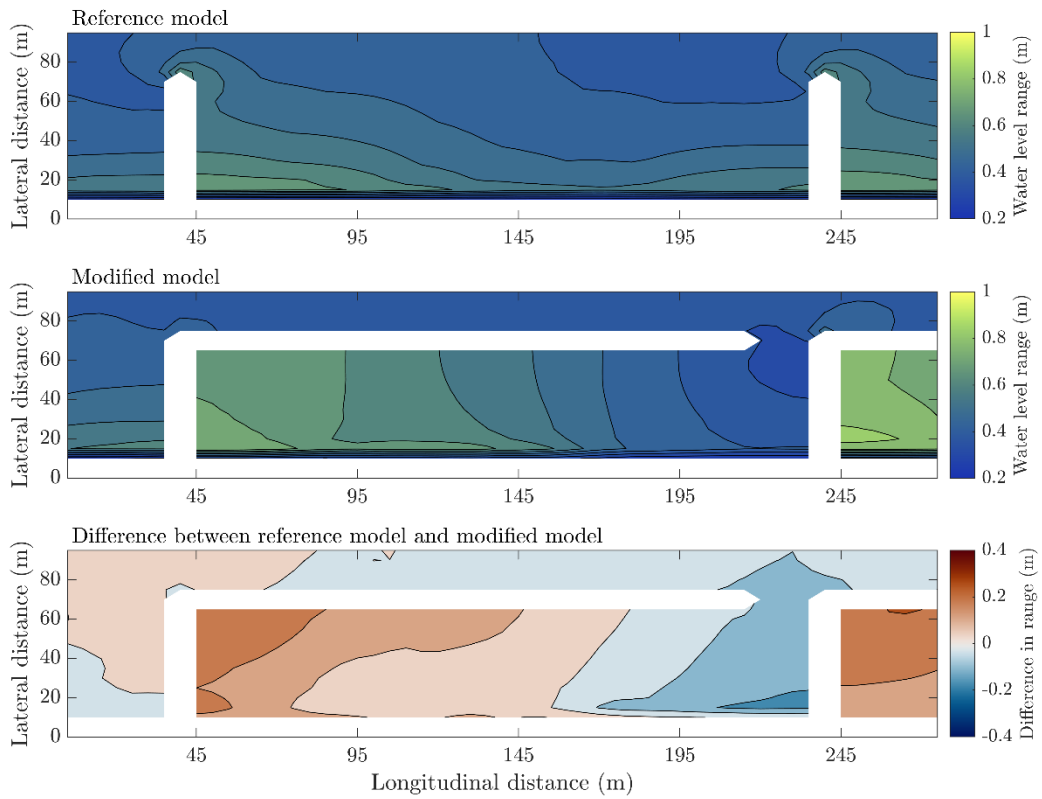 Reference model
Lateral distance (m)
80
60
40
20
0
45 95 145 195 245
1
0.8
0.6
0.4
0.2
Water level range (m)
Modified model
Lateral distance (m)
80
60
40
20
0
45 95 145 195 245
1
0.8
0.6
0.4
0.2
Water level range (m)
Difference between reference model and modified model
Lateral distance (m)
80
60
40
20
0
45 95 145 195 245
Longitudinal distance (m)
0.4
0.2
0
-0.2
-0.4
Difference in range (m)